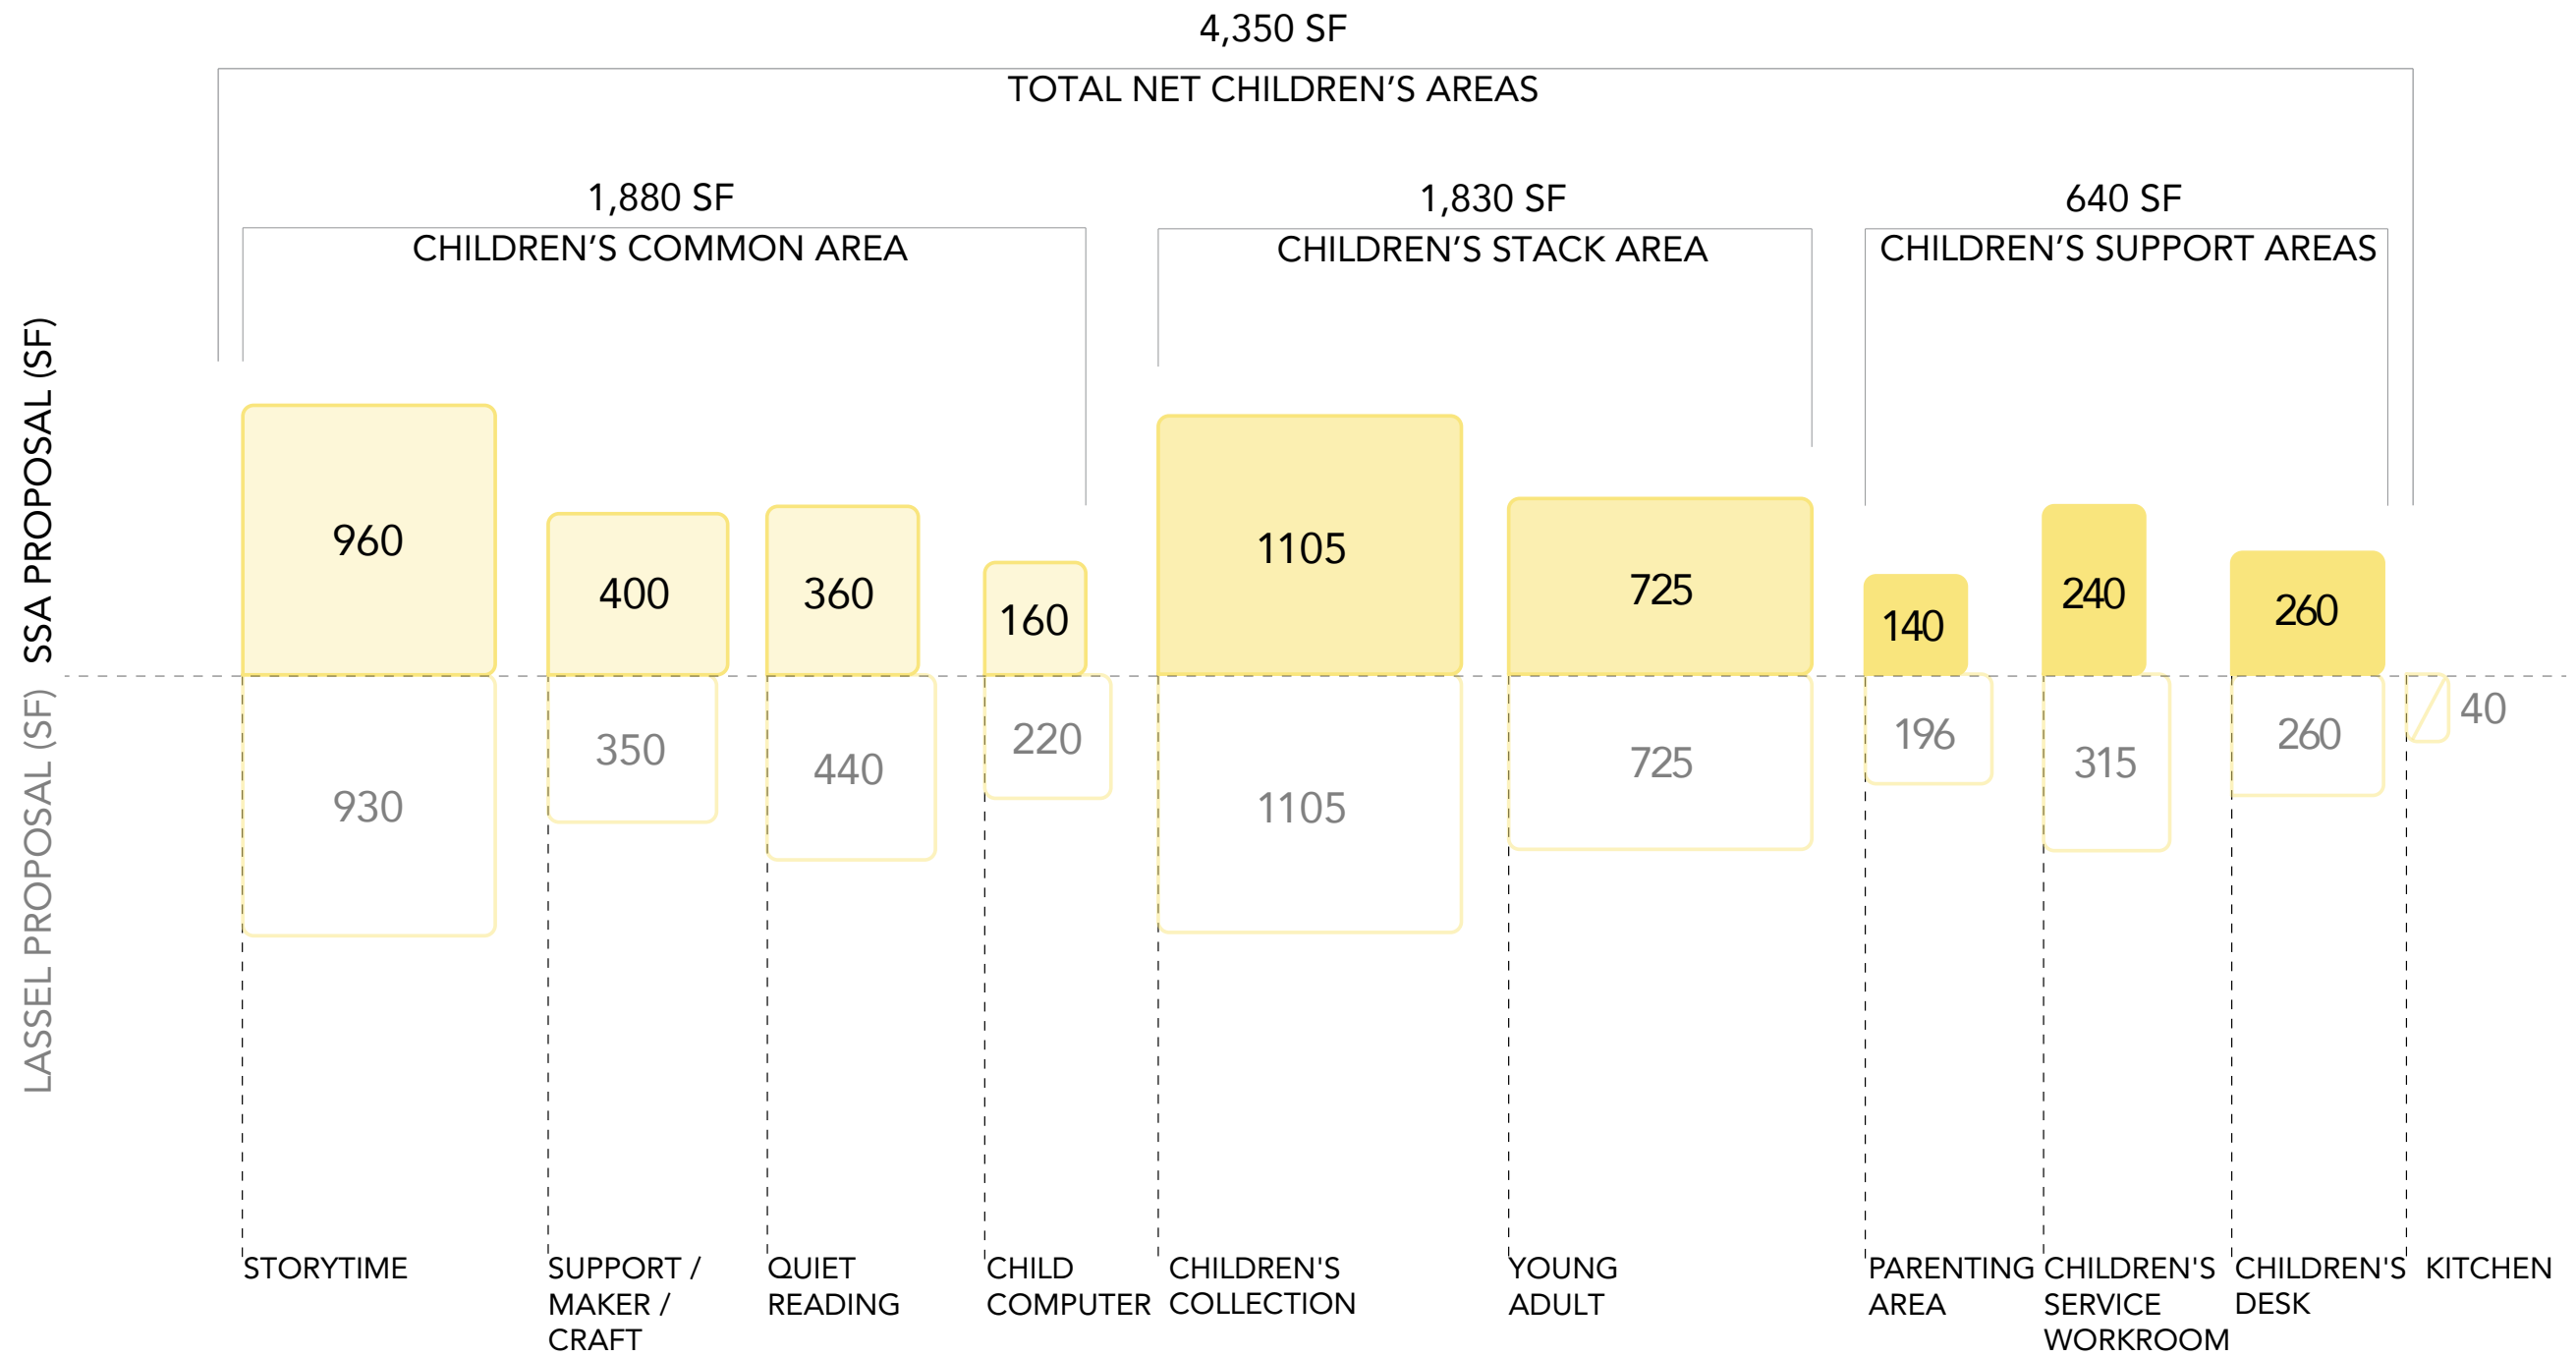 4,350 SF
TOTAL NET CHILDREN’S AREAS
1,880 SF
CHILDREN’S COMMON AREA
1,830 SF
CHILDREN’S STACK AREA
640 SF
CHILDREN’S SUPPORT AREAS
SSA PROPOSAL (SF)
960
400
360
160
1105
725
140
240
260
LASSEL PROPOSAL (SF)
930
350
440
220
1105
725
196
315
260
40
STORYTIME
SUPPORT /
MAKER /
CRAFT
QUIET
READING
CHILD
COMPUTER
CHILDREN'S
COLLECTION
YOUNG
ADULT
PARENTING
AREA
CHILDREN'S
SERVICE
WORKROOM
CHILDREN'S
DESK
KITCHEN